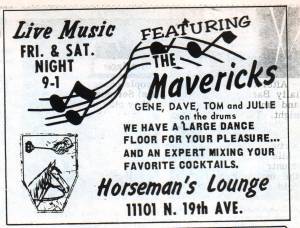 Live Music
FRI. & SAT.
NIGHT
9-1
FEATURING
THE
Mavericks
GENE, DAVE, TOM and JULIE
on the drums
WE HAVE A LARGE DANCE
FLOOR FOR YOUR PLEASURE...
AND AN EXPERT MIXING YOUR
FAVORITE COCKTAILS.
Horseman's Lounge
11101 N. 19th AVE.